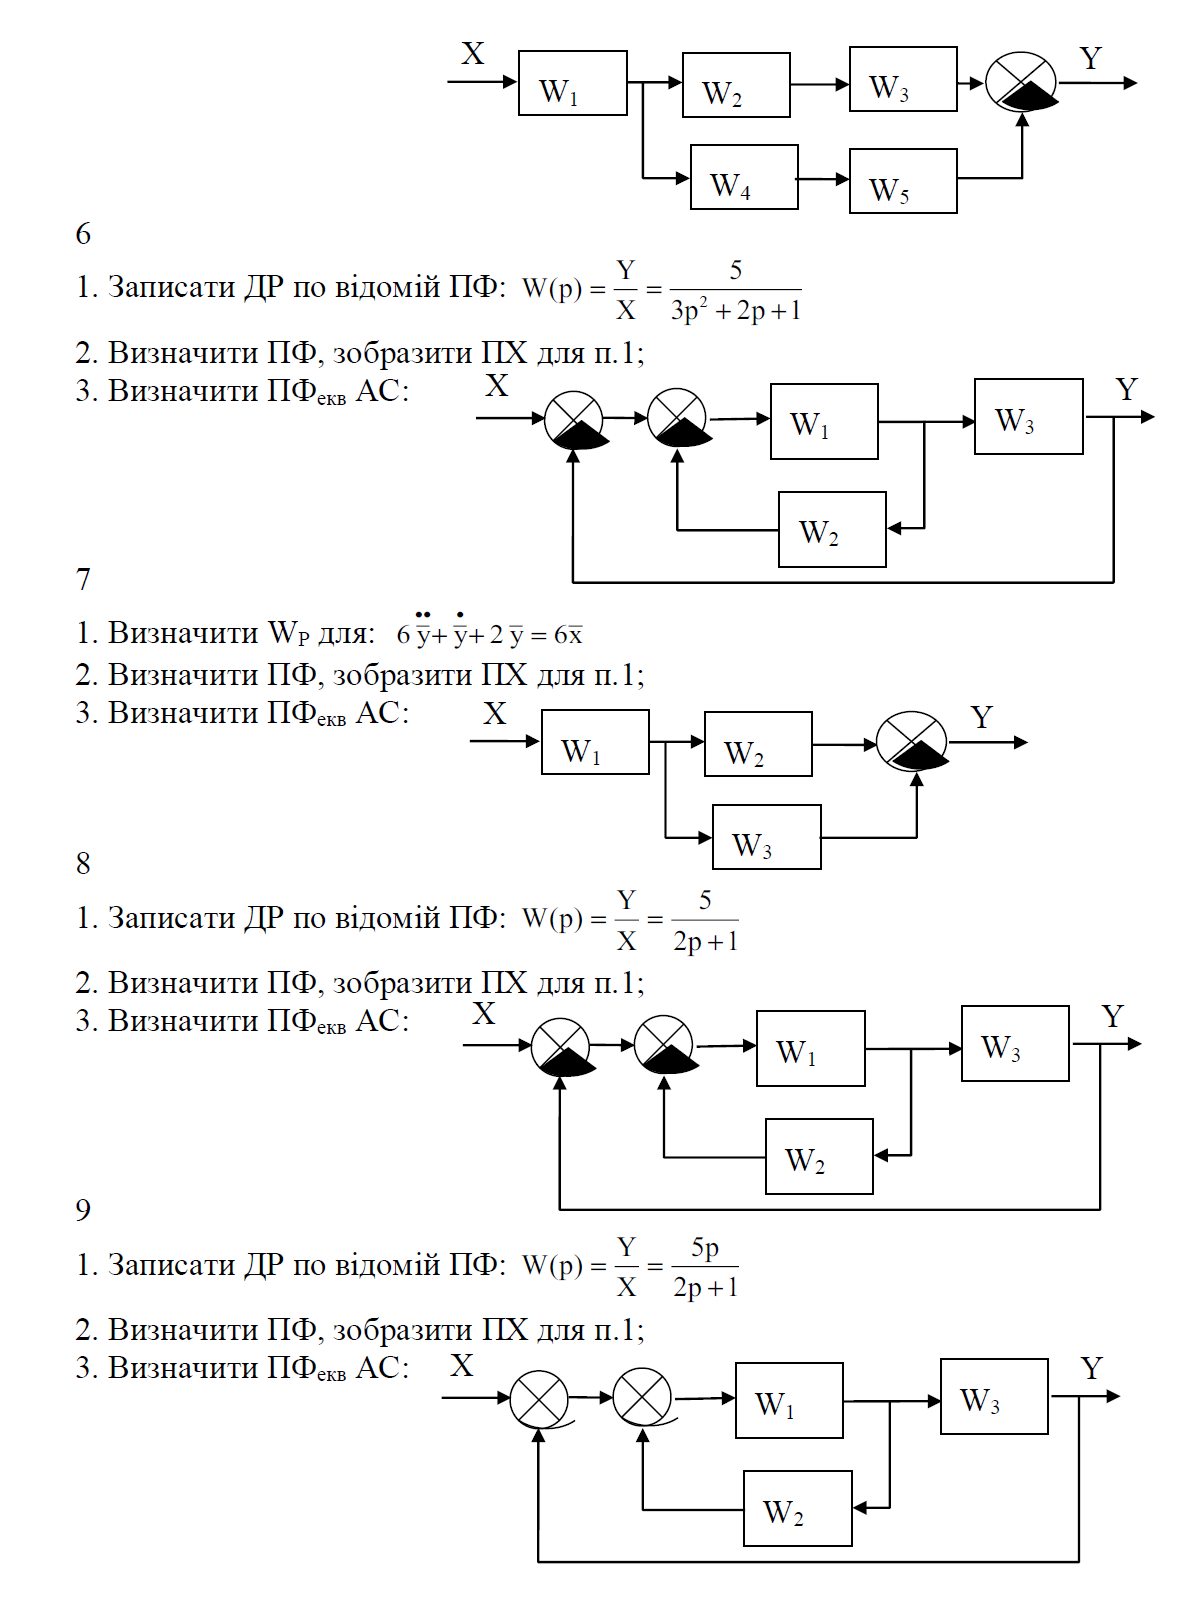 X Y
W1 W2 W3
W4 W5
6
1. Записати ДР по відомій ПФ: W(p) = Y/X = 5/(3p² + 2p + 1)
2. Визначити ПФ, зобразити ПХ для п.1;
3. Визначити ПФекв АС: X Y
W1 W3
W2
7
1. Визначити WP для: 6ÿ̅ + ẏ̅ + 2y̅ = 6x̅
2. Визначити ПФ, зобразити ПХ для п.1;
3. Визначити ПФекв АС: X Y
W1 W2
W3
8
1. Записати ДР по відомій ПФ: W(p) = Y/X = 5/(2p + 1)
2. Визначити ПФ, зобразити ПХ для п.1;
3. Визначити ПФекв АС: X Y
W1 W3
W2
9
1. Записати ДР по відомій ПФ: W(p) = Y/X = 5p/(2p + 1)
2. Визначити ПФ, зобразити ПХ для п.1;
3. Визначити ПФекв АС: X Y
W1 W3
W2